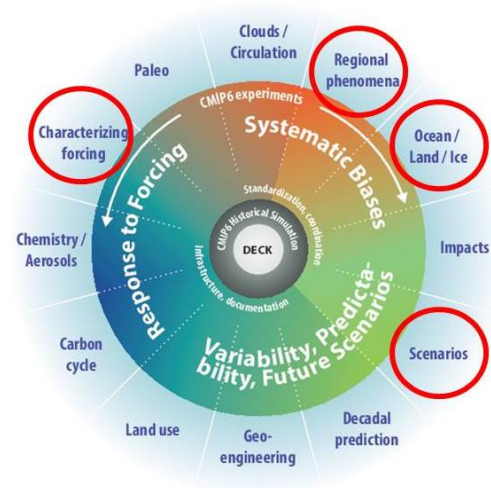 Clouds /
Circulation
Regional
phenomena
Ocean /
Land / Ice
Impacts
Scenarios
Decadal
prediction
Geo-
engineering
Land use
Carbon
cycle
Chemistry /
Aerosols
Characterizing
forcing
Paleo
CMIP6 experiments
Systematic Biases
Response to Forcing
Variability, Predicta-
bility, Future Scenarios
Standardization, coordination
Infrastructure, documentation
CMIP6 Historical Simulation
DECK